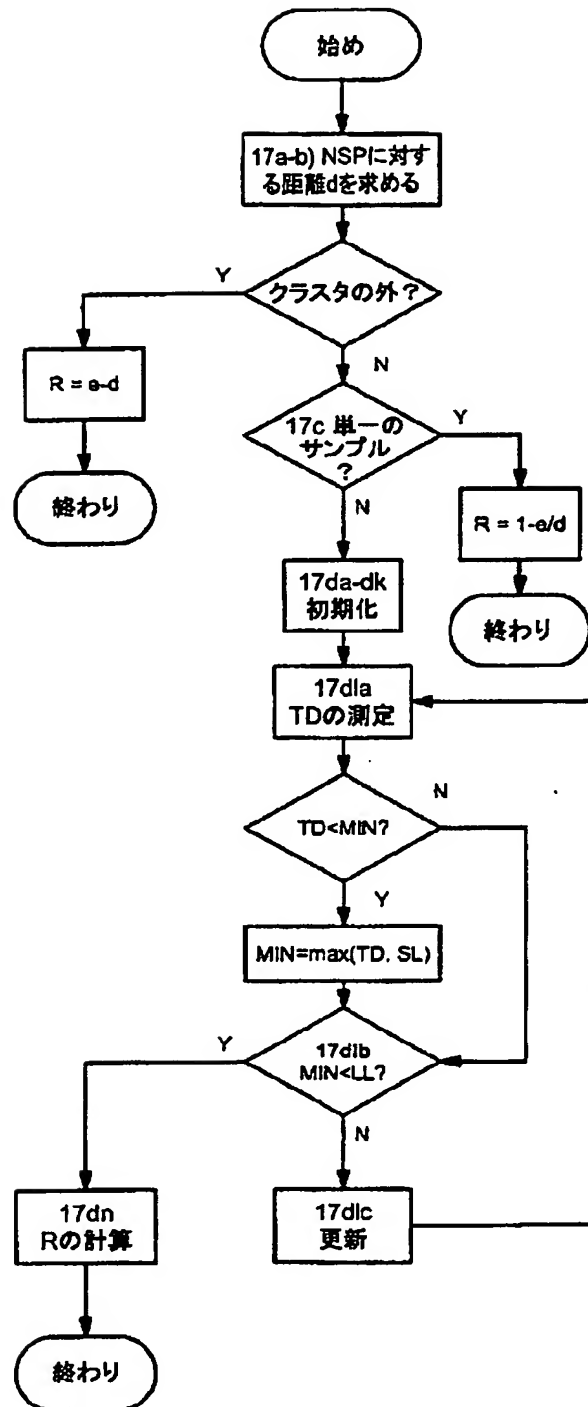 始め
17a-b) NSPに対す
る距離dを求める
クラスタの外?
Y
N
R = e-d
終わり
17c 単一の
サンプル
?
Y
N
R = 1-e/d
終わり
17da-dk
初期化
17dla
TDの測定
TD<MIN?
N
Y
MIN=max(TD, SL)
17dlb
MIN<LL?
Y
N
17dn
Rの計算
17dlc
更新
終わり